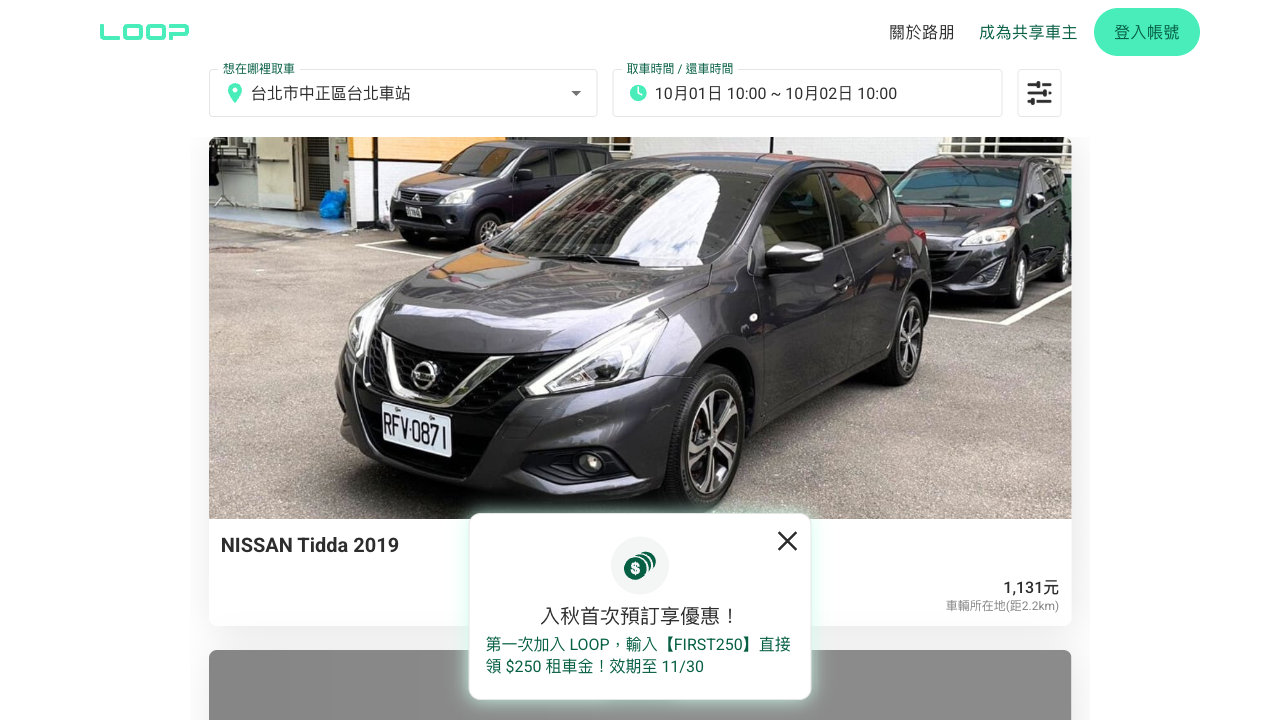 LOOP
關於路朋
成為共享車主
登入帳號
想在哪裡取車
取車時間 / 還車時間
台北市中正區台北車站
10月01日 10:00 ~ 10月02日 10:00
RFV-0871
NISSAN Tidda 2019
1,131元
車輛所在地(距2.2km)
入秋首次預訂享優惠！
第一次加入 LOOP，輸入【FIRST250】直接
領 $250 租車金！效期至 11/30